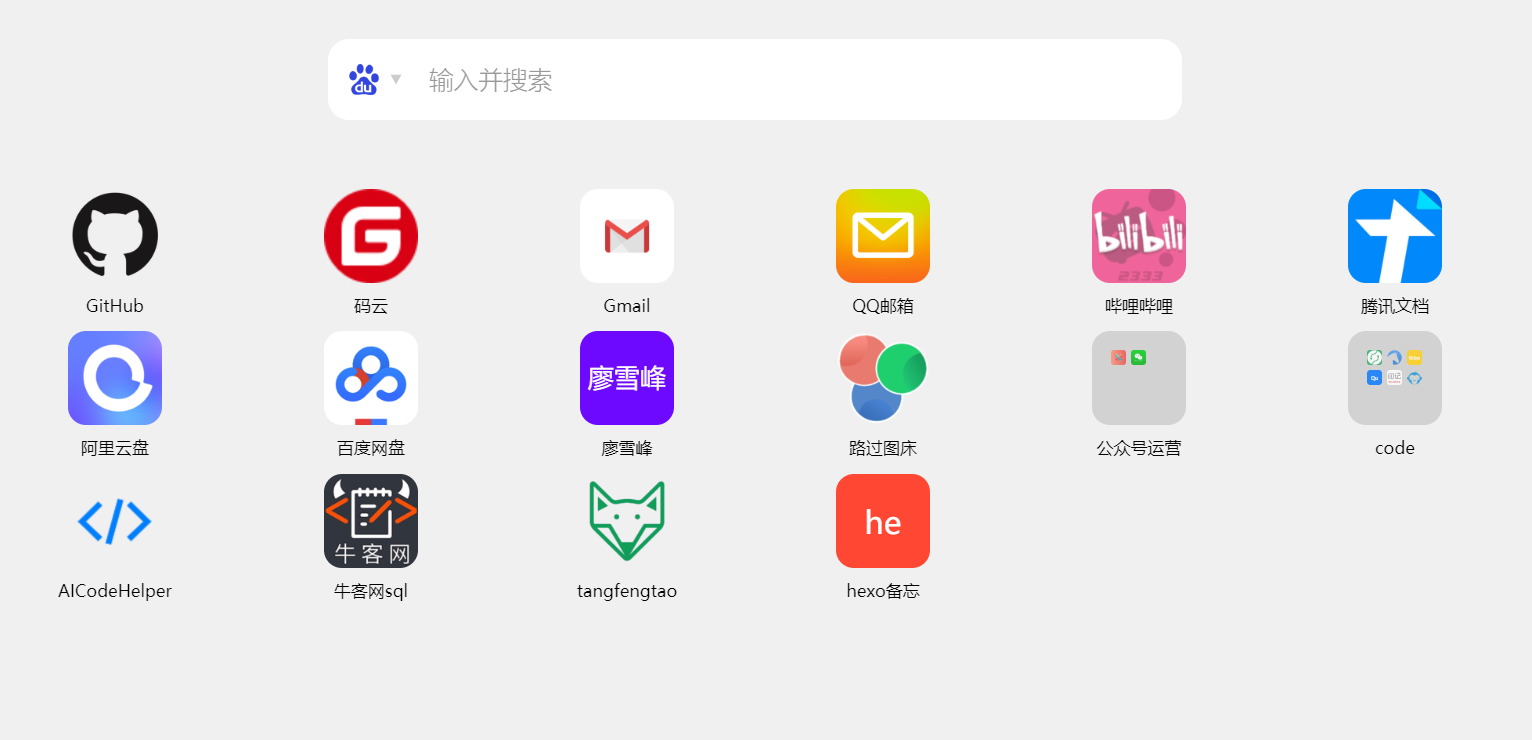 du 输入并搜索
GitHub
码云
Gmail
QQ邮箱
bilibili
2333
哔哩哔哩
腾讯文档
阿里云盘
百度网盘
廖雪峰
廖雪峰
路过图床
公众号运营
code
AICodeHelper
牛客网
牛客网sql
tangfengtao
he
hexo备忘